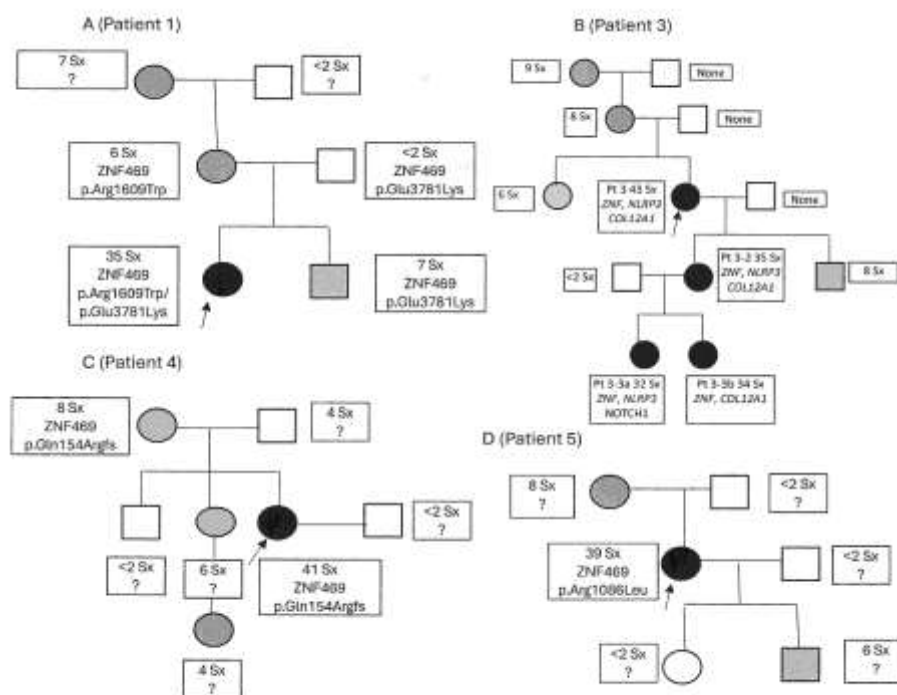 A (Patient 1)
7 Sx
?
<2 Sx
?
6 Sx
ZNF469
p.Arg1609Trp
<2 Sx
ZNF469
p.Glu3781Lys
35 Sx
ZNF469
p.Arg1609Trp/
p.Glu3781Lys
7 Sx
ZNF469
p.Glu3781Lys
B (Patient 3)
9 Sx
None
8 Sx
None
6 Sx
Pt 3 43 Sx
ZNF, NLRP3
COL12A1
None
<2 Sx
Pt 3-2 35 Sx
ZNF, NLRP3
COL12A1
8 Sx
Pt 3-3a 32 Sx
ZNF, NLRP3
NOTCH1
Pt 3-3b 34 Sx
ZNF, COL12A1
C (Patient 4)
8 Sx
ZNF469
p.Gln154Argfs
4 Sx
?
<2 Sx
?
<2 Sx
?
6 Sx
?
41 Sx
ZNF469
p.Gln154Argfs
4 Sx
?
D (Patient 5)
8 Sx
?
<2 Sx
?
39 Sx
ZNF469
p.Arg1086Leu
<2 Sx
?
<2 Sx
?
6 Sx
?